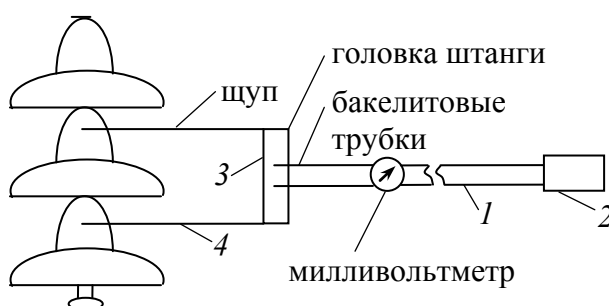 головка штанги
щуп
бакелитовые
трубки
3
4
1
2
милливольтметр